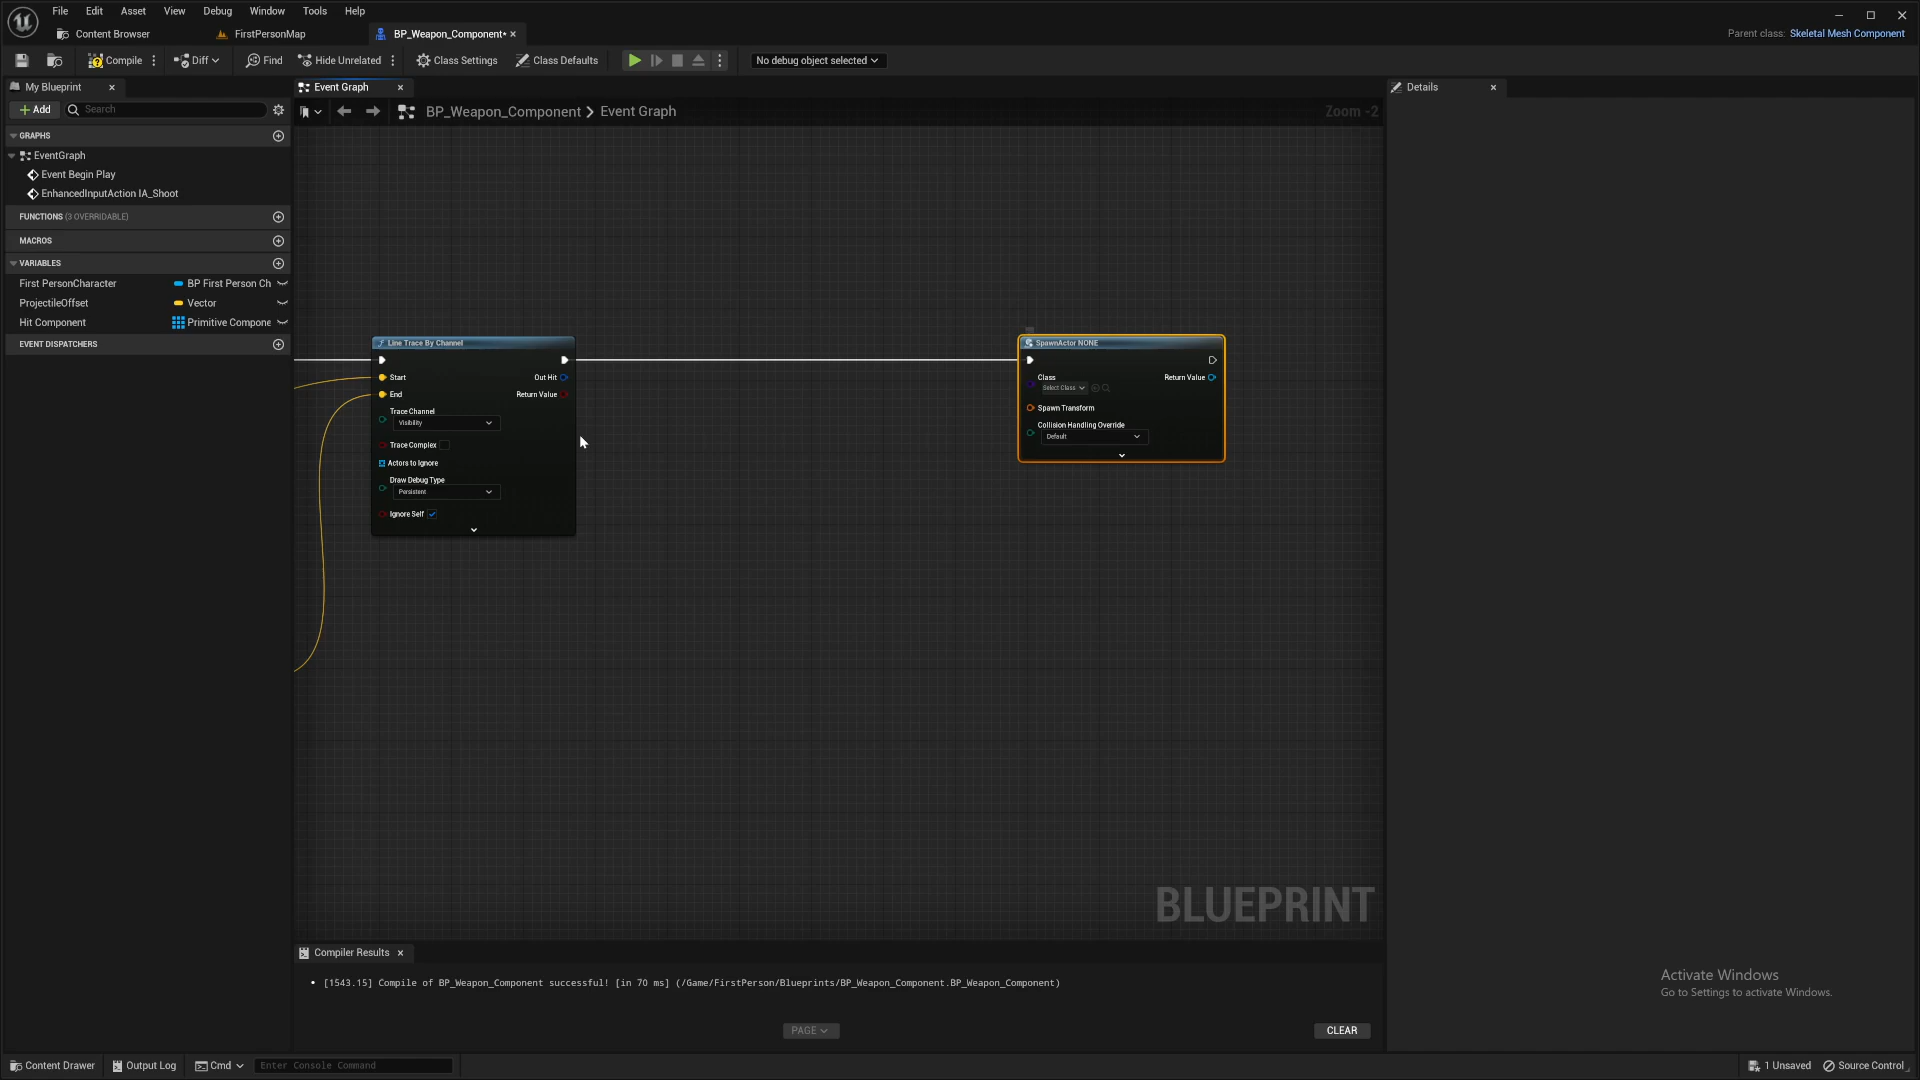 File Edit Asset View Debug Window Tools Help
Content Browser FirstPersonMap BP_Weapon_Component*
Parent class: Skeletal Mesh Component
Compile Diff Find Hide Unrelated Class Settings Class Defaults No debug object selected
My Blueprint
Event Graph
Details
Add Search
BP_Weapon_Component > Event Graph
Zoom -2
GRAPHS
EventGraph
Event Begin Play
EnhancedInputAction IA_Shoot
FUNCTIONS (3 OVERRIDABLE)
MACROS
VARIABLES
First PersonCharacter BP First Person Ch
ProjectileOffset Vector
Hit Component Primitive Compone
EVENT DISPATCHERS
Line Trace By Channel
Start Out Hit
End Return Value
Trace Channel
Visibility
Trace Complex
Actors to Ignore
Draw Debug Type
Persistent
Ignore Self
SpawnActor NONE
Class Return Value
Select Class
Spawn Transform
Collision Handling Override
Default
BLUEPRINT
Compiler Results
[1543.15] Compile of BP_Weapon_Component successful! [in 70 ms] (/Game/FirstPerson/Blueprints/BP_Weapon_Component.BP_Weapon_Component)
PAGE
CLEAR
Activate Windows
Go to Settings to activate Windows.
Content Drawer Output Log Cmd Enter Console Command
1 Unsaved Source Control